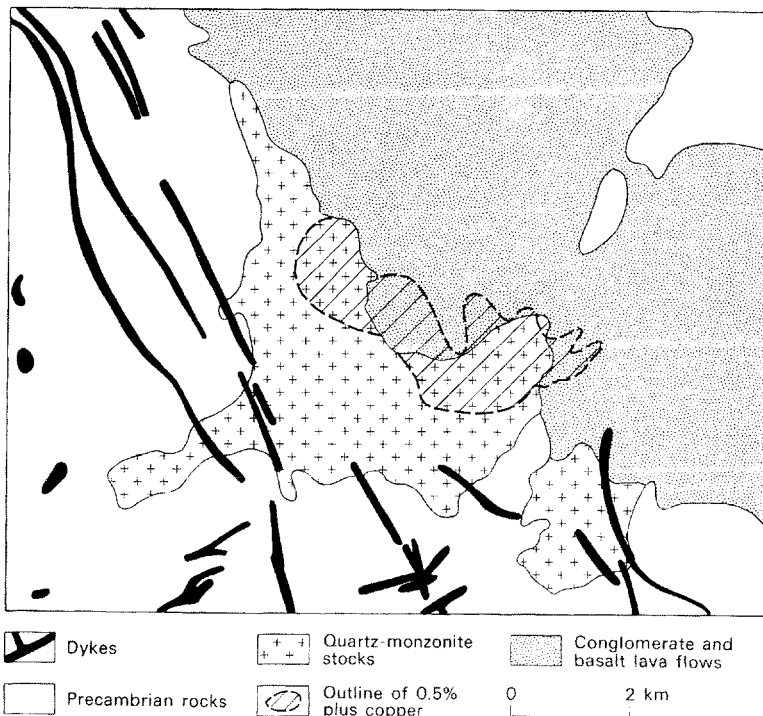 Dykes
Quartz-monzonite
stocks
Conglomerate and
basalt lava flows
Precambrian rocks
Outline of 0.5%
plus copper
0 2 km